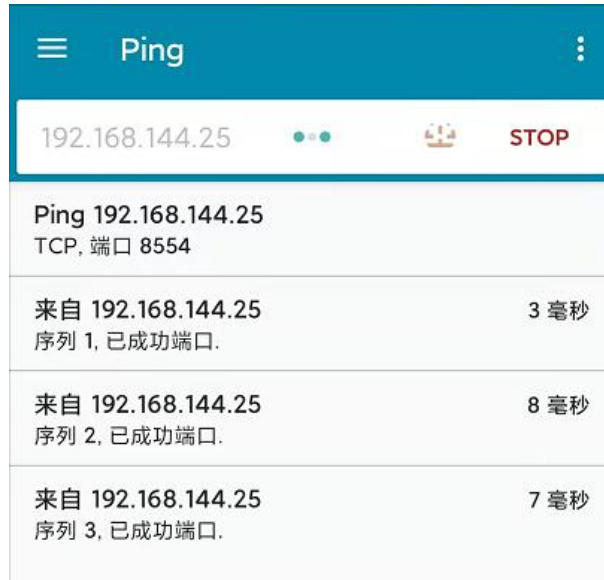 Ping
192.168.144.25
STOP
Ping 192.168.144.25
TCP, 端口 8554
来自 192.168.144.25
3 毫秒
序列 1, 已成功端口.
来自 192.168.144.25
8 毫秒
序列 2, 已成功端口.
来自 192.168.144.25
7 毫秒
序列 3, 已成功端口.